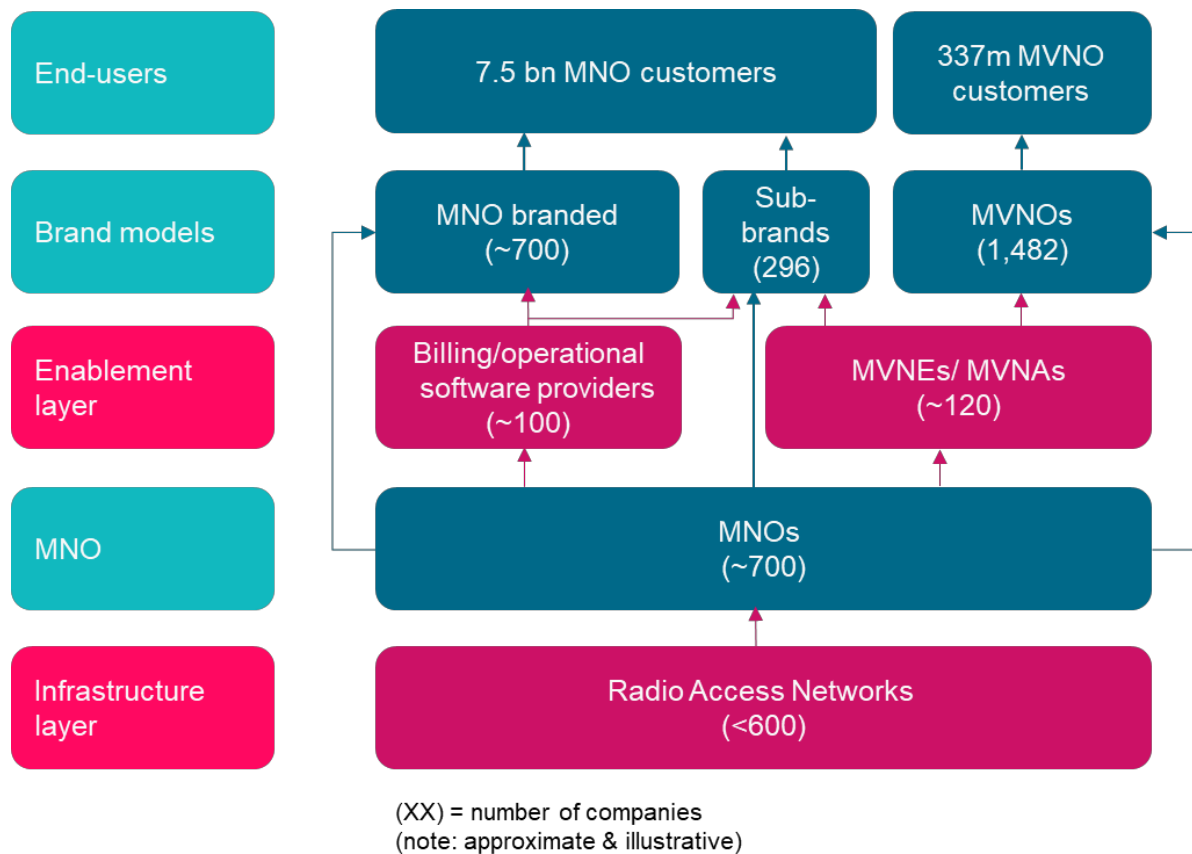 End-users
7.5 bn MNO customers
337m MVNO
customers
Brand models
MNO branded
(~700)
Sub-
brands
(296)
MVNOs
(1,482)
Enablement
layer
Billing/operational
software providers
(~100)
MVNEs/ MVNAs
(~120)
MNO
MNOs
(~700)
Infrastructure
layer
Radio Access Networks
(<600)
(XX) = number of companies
(note: approximate & illustrative)